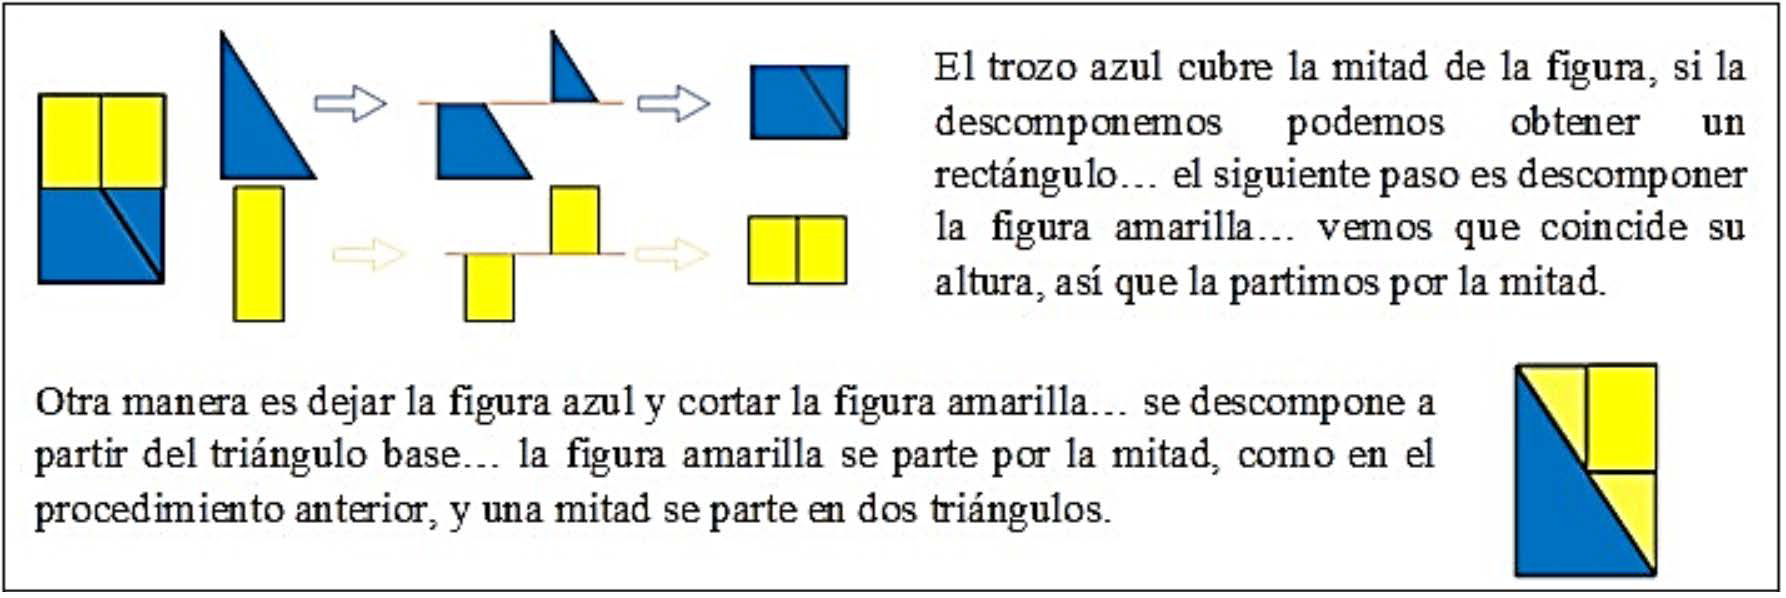 El trozo azul cubre la mitad de la figura, si la
descomponemos podemos obtener un
rectángulo... el siguiente paso es descomponer
la figura amarilla... vemos que coincide su
altura, así que la partimos por la mitad.
Otra manera es dejar la figura azul y cortar la figura amarilla... se descompone a
partir del triángulo base... la figura amarilla se parte por la mitad, como en el
procedimiento anterior, y una mitad se parte en dos triángulos.